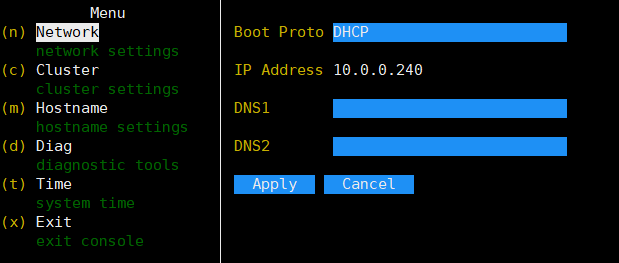 Menu
(n) Network
network settings
(c) Cluster
cluster settings
(m) Hostname
hostname settings
(d) Diag
diagnostic tools
(t) Time
system time
(x) Exit
exit console
Boot Proto DHCP
IP Address 10.0.0.240
DNS1
DNS2
Apply Cancel